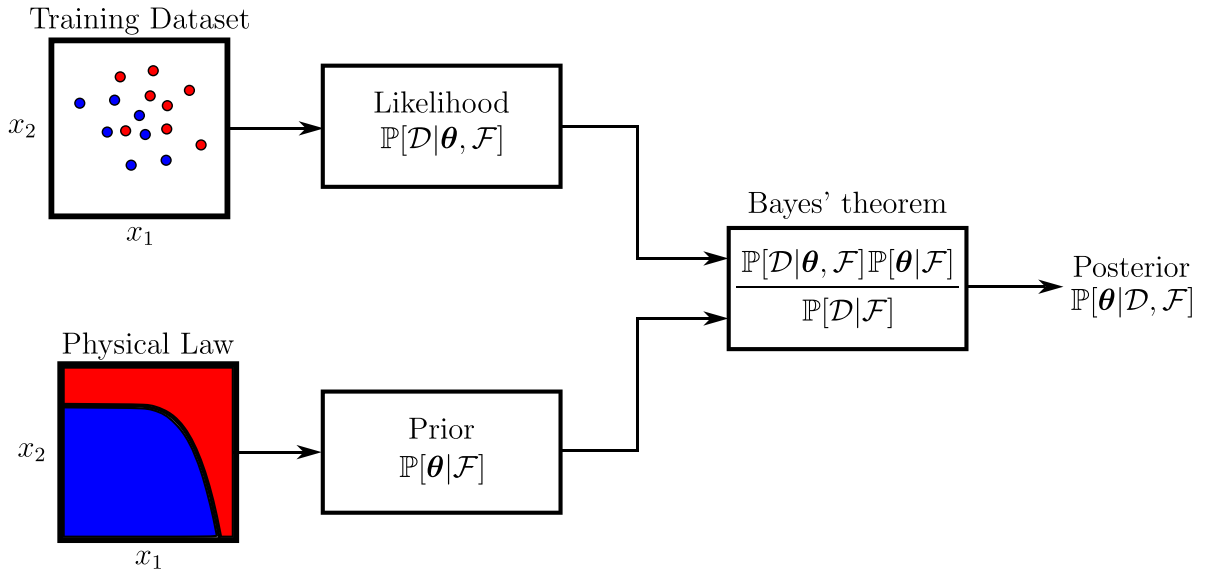 Training Dataset
x₂
x₁
Likelihood
ℙ[𝒟|𝜽, ℱ]
Physical Law
x₂
x₁
Prior
ℙ[𝜽|ℱ]
Bayes' theorem
ℙ[𝒟|𝜽, ℱ]ℙ[𝜽|ℱ]
ℙ[𝒟|ℱ]
Posterior
ℙ[𝜽|𝒟, ℱ]